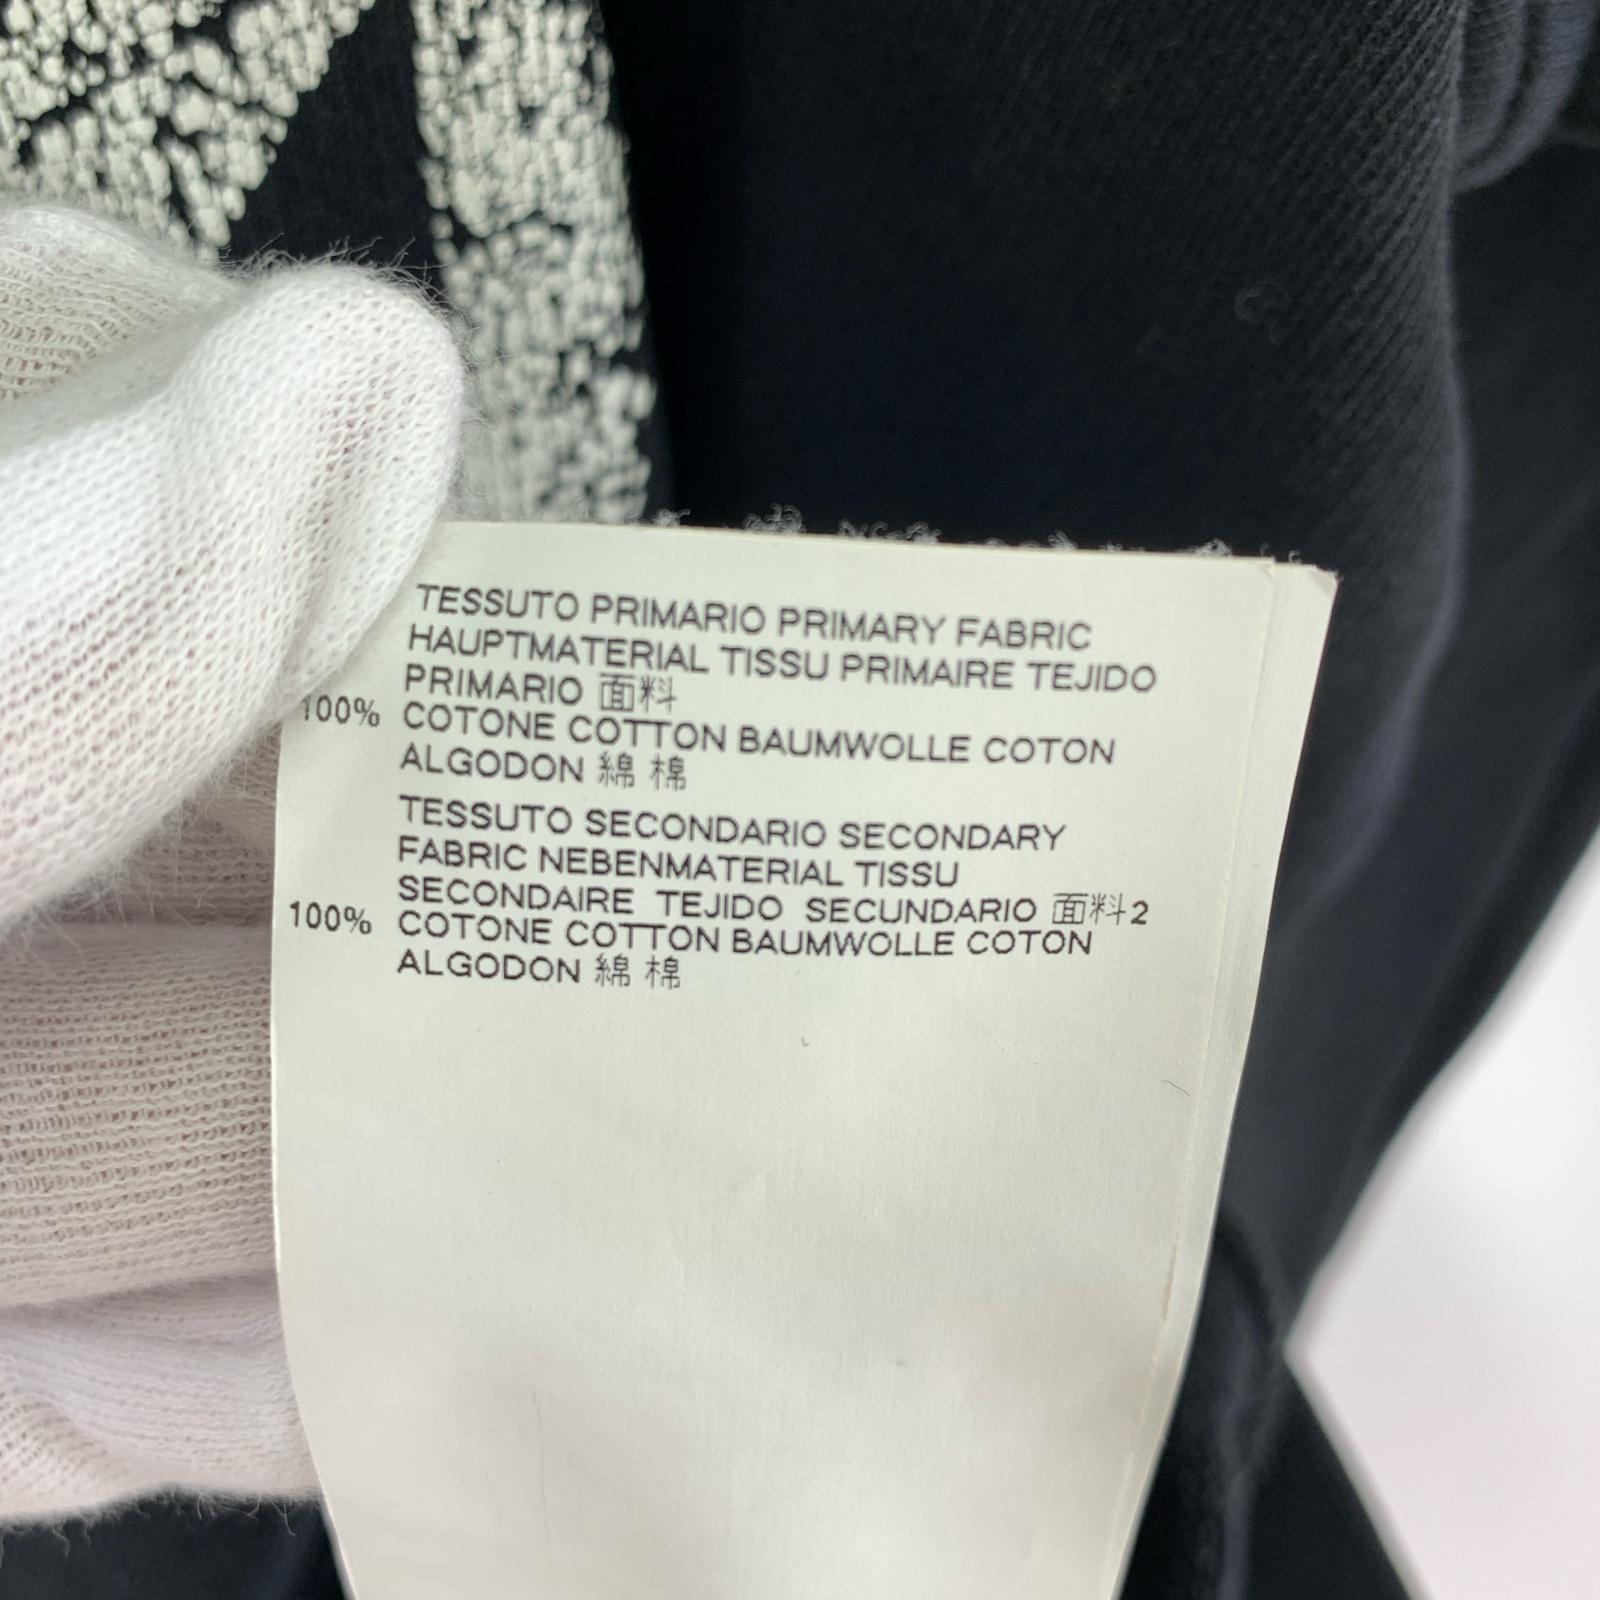 TESSUTO PRIMARIO PRIMARY FABRIC
HAUPTMATERIAL TISSU PRIMAIRE TEJIDO
PRIMARIO 面料
100% COTONE COTTON BAUMWOLLE COTON
ALGODON 綿 棉
TESSUTO SECONDARIO SECONDARY
FABRIC NEBENMATERIAL TISSU
SECONDAIRE TEJIDO SECUNDARIO 面料2
100% COTONE COTTON BAUMWOLLE COTON
ALGODON 綿 棉